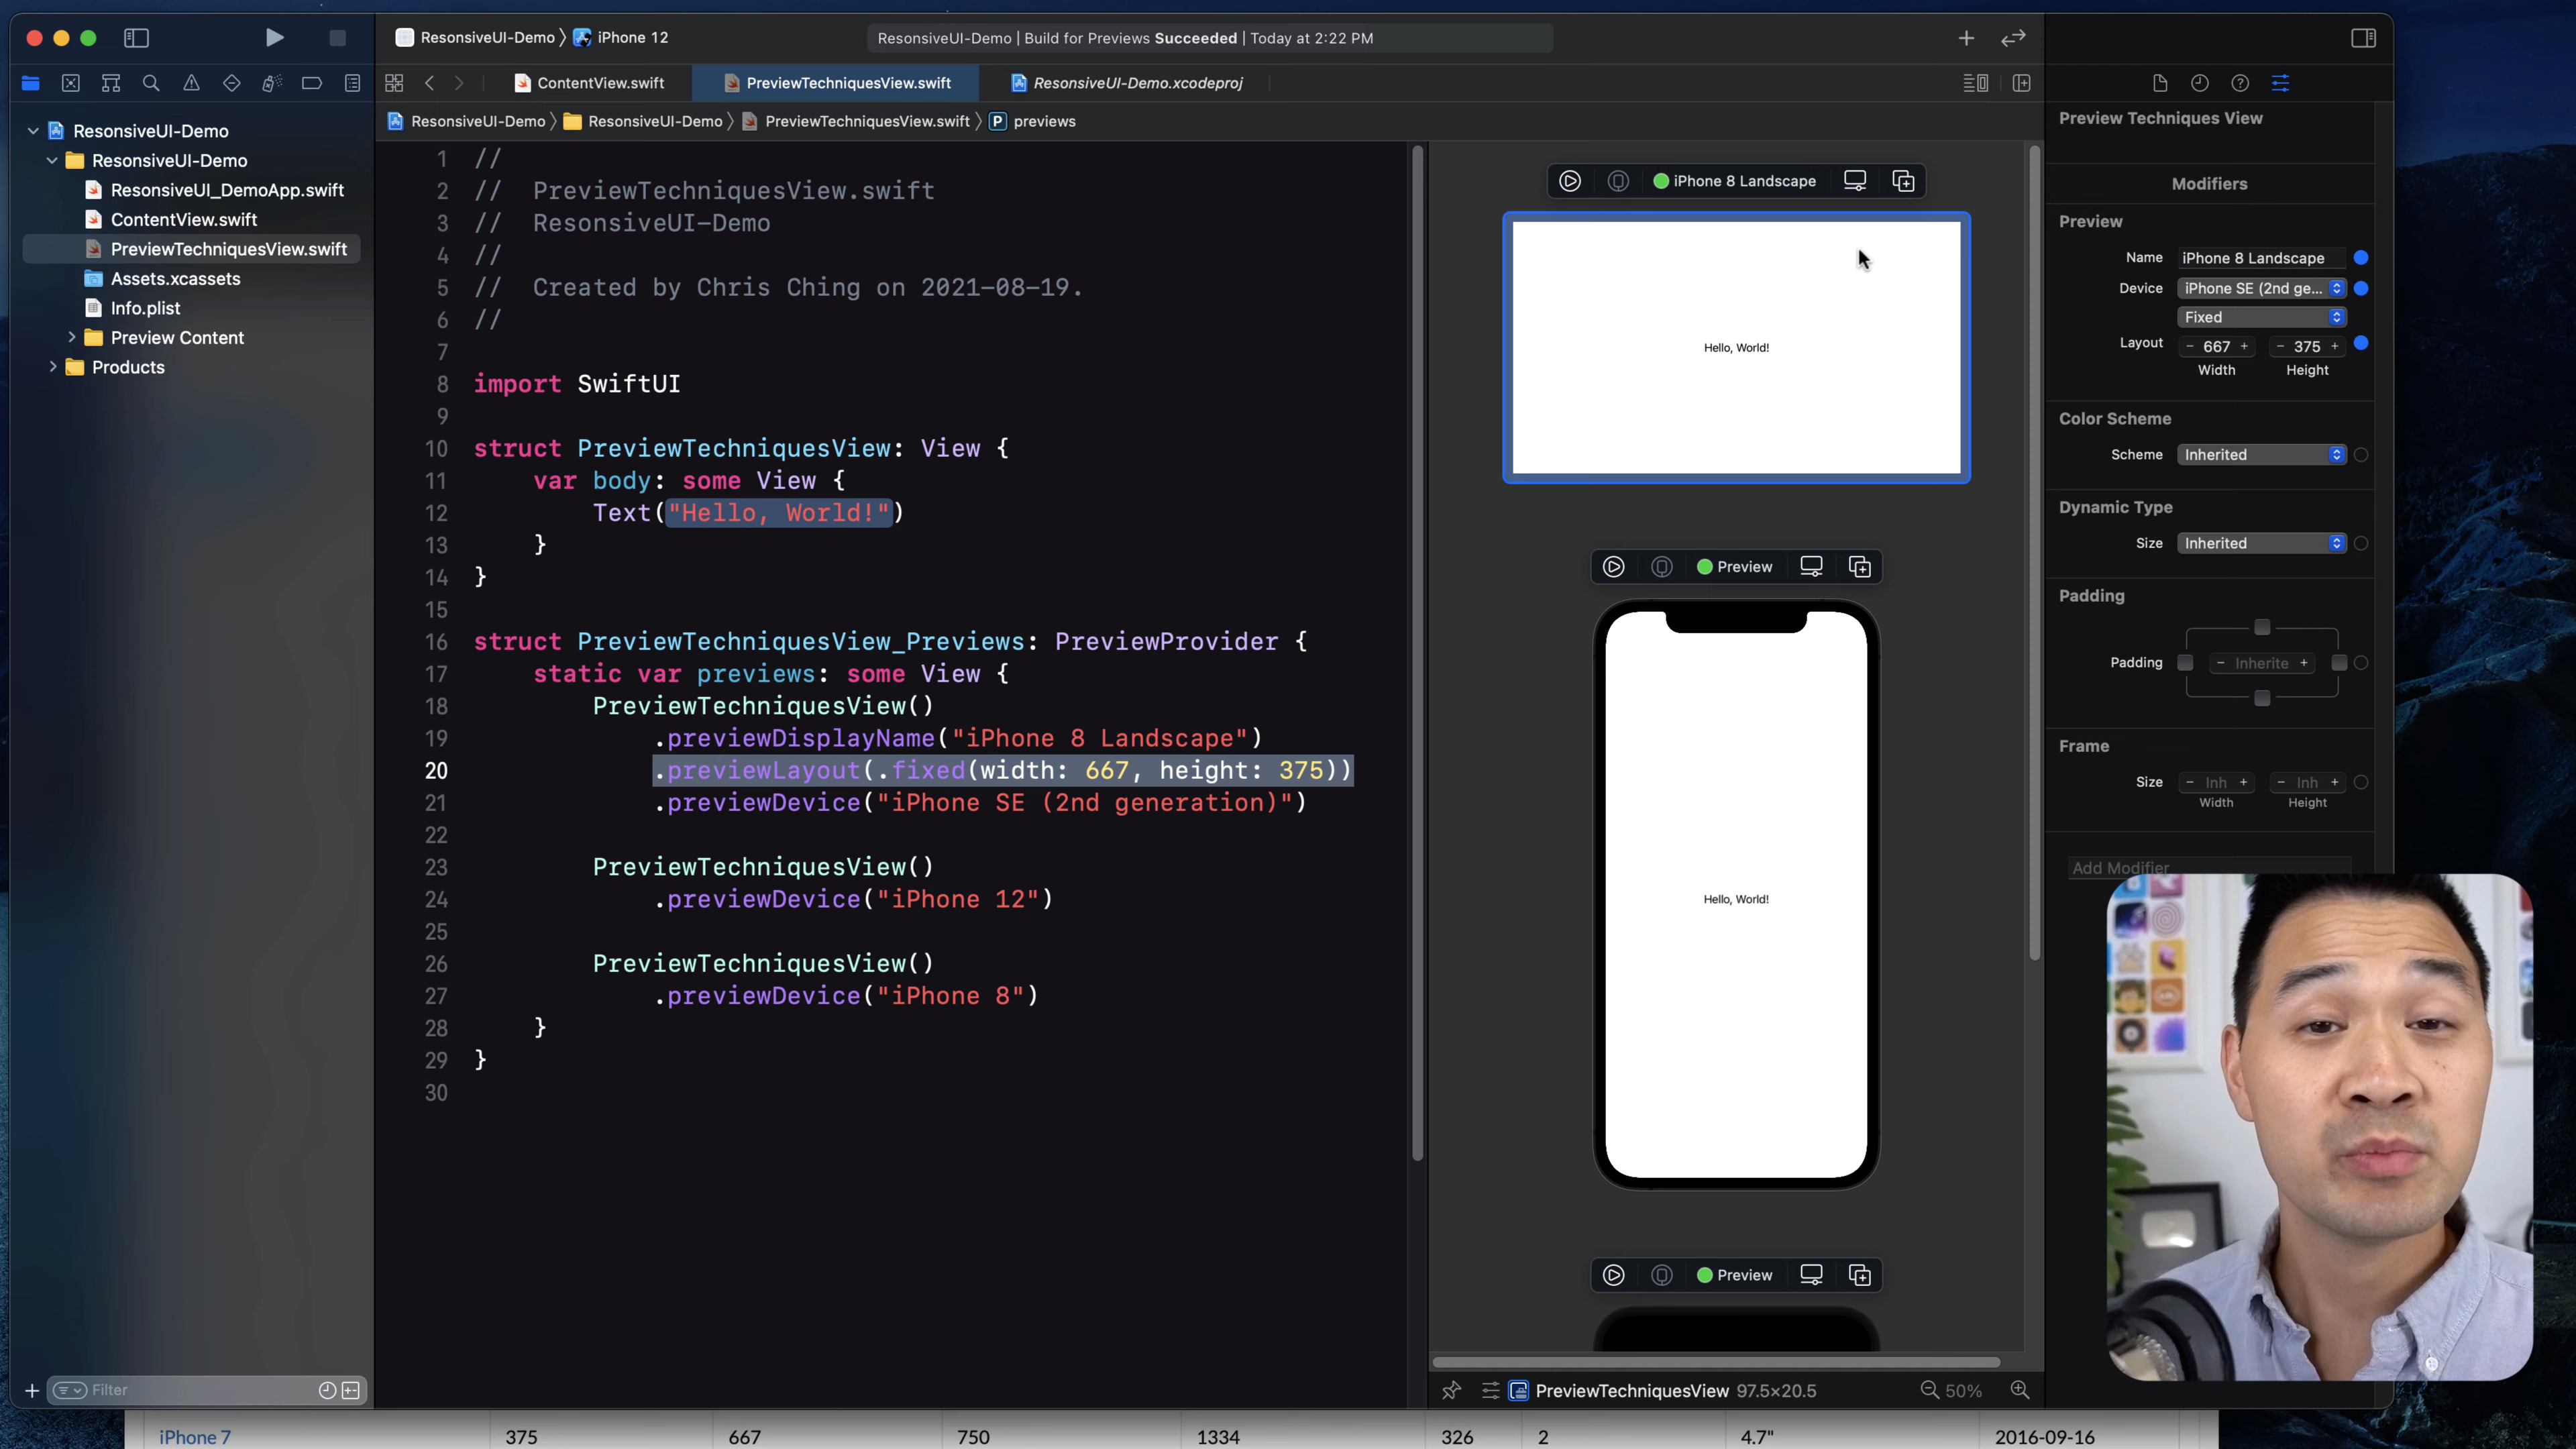 ResonsiveUI-Demo 〉 iPhone 12
ResonsiveUI-Demo | Build for Previews Succeeded | Today at 2:22 PM
ContentView.swift
PreviewTechniquesView.swift
ResonsiveUI-Demo.xcodeproj
ResonsiveUI-Demo 〉 ResonsiveUI-Demo 〉 PreviewTechniquesView.swift 〉 P previews
ResonsiveUI-Demo
ResonsiveUI-Demo
ResonsiveUI_DemoApp.swift
ContentView.swift
PreviewTechniquesView.swift
Assets.xcassets
Info.plist
Preview Content
Products
Filter
1 //
2 //  PreviewTechniquesView.swift
3 //  ResonsiveUI-Demo
4 //
5 //  Created by Chris Ching on 2021-08-19.
6 //
7
8 import SwiftUI
9
10 struct PreviewTechniquesView: View {
11     var body: some View {
12         Text("Hello, World!")
13     }
14 }
15
16 struct PreviewTechniquesView_Previews: PreviewProvider {
17     static var previews: some View {
18         PreviewTechniquesView()
19             .previewDisplayName("iPhone 8 Landscape")
20             .previewLayout(.fixed(width: 667, height: 375))
21             .previewDevice("iPhone SE (2nd generation)")
22
23         PreviewTechniquesView()
24             .previewDevice("iPhone 12")
25
26         PreviewTechniquesView()
27             .previewDevice("iPhone 8")
28     }
29 }
30
iPhone 8 Landscape
Hello, World!
Preview
Hello, World!
Preview
PreviewTechniquesView 97.5×20.5
50%
Preview Techniques View
Modifiers
Preview
Name iPhone 8 Landscape
Device iPhone SE (2nd ge...
Fixed
Layout − 667 + − 375 +
Width Height
Color Scheme
Scheme Inherited
Dynamic Type
Size Inherited
Padding
Padding − Inherite +
Frame
Size − Inh + − Inh +
Width Height
Add Modifier
iPhone 7 375 667 750 1334 326 2 4.7" 2016-09-16